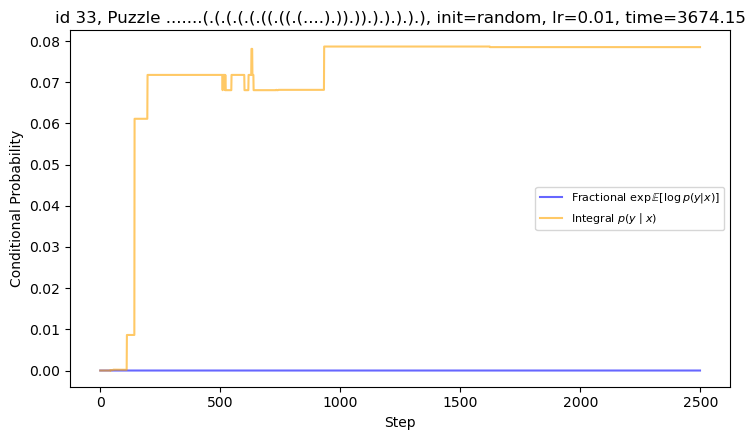 id 33, Puzzle .......(.(.(.(.(.((.((.(....).)).)).).).).).), init=random, lr=0.01, time=3674.15
0.08
0.07
0.06
0.05
0.04
0.03
0.02
0.01
0.00
Conditional Probability
Fractional exp𝔼[log p(y|x)]
Integral p(y | x)
0 500 1000 1500 2000 2500
Step